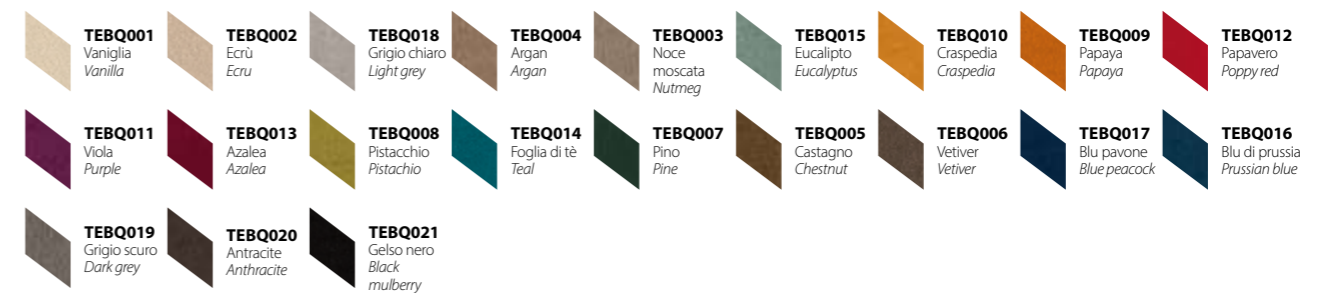 TEBQ001
Vaniglia
Vanilla
TEBQ002
Ecrù
Ecru
TEBQ018
Grigio chiaro
Light grey
TEBQ004
Argan
Argan
TEBQ003
Noce
moscata
Nutmeg
TEBQ015
Eucalipto
Eucalyptus
TEBQ010
Craspedia
Craspedia
TEBQ009
Papaya
Papaya
TEBQ012
Papavero
Poppy red
TEBQ011
Viola
Purple
TEBQ013
Azalea
Azalea
TEBQ008
Pistacchio
Pistachio
TEBQ014
Foglia di tè
Teal
TEBQ007
Pino
Pine
TEBQ005
Castagno
Chestnut
TEBQ006
Vetiver
Vetiver
TEBQ017
Blu pavone
Blue peacock
TEBQ016
Blu di prussia
Prussian blue
TEBQ019
Grigio scuro
Dark grey
TEBQ020
Antracite
Anthracite
TEBQ021
Gelso nero
Black
mulberry